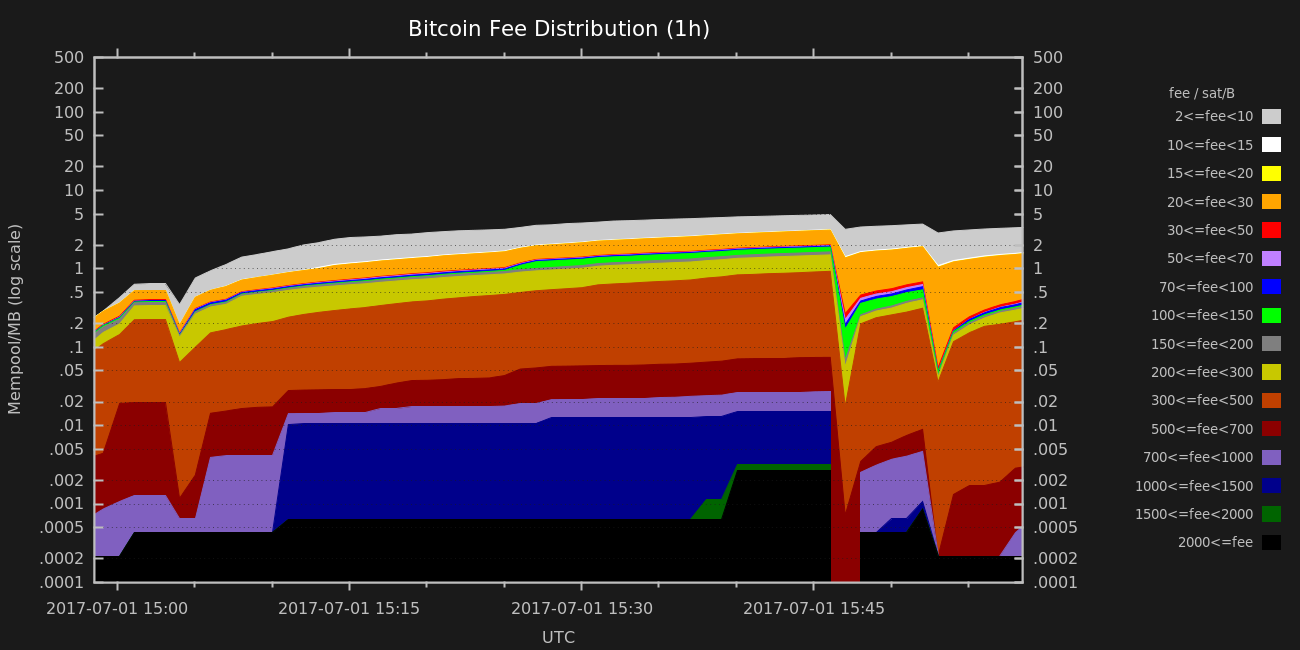 Bitcoin Fee Distribution (1h)
500 500
200 200
100 100
50 50
20 20
10 10
5 5
2 2
1 1
.5 .5
.2 .2
.1 .1
.05 .05
.02 .02
.01 .01
.005 .005
.002 .002
.001 .001
.0005 .0005
.0002 .0002
.0001 .0001
Mempool/MB (log scale)
2017-07-01 15:00 2017-07-01 15:15 2017-07-01 15:30 2017-07-01 15:45
UTC
fee / sat/B
2<=fee<10
10<=fee<15
15<=fee<20
20<=fee<30
30<=fee<50
50<=fee<70
70<=fee<100
100<=fee<150
150<=fee<200
200<=fee<300
300<=fee<500
500<=fee<700
700<=fee<1000
1000<=fee<1500
1500<=fee<2000
2000<=fee